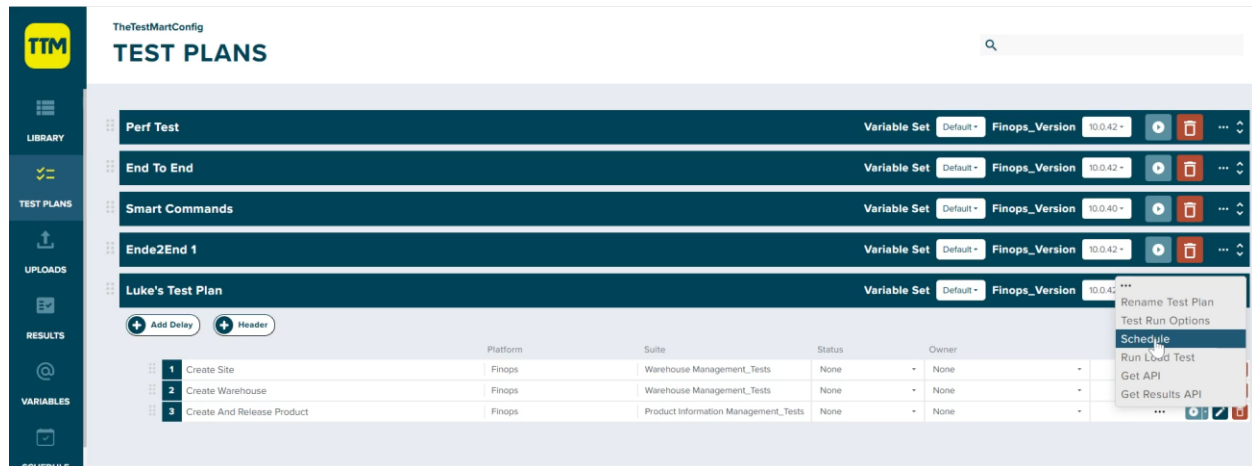 TTM
TheTestMartConfig
TEST PLANS
LIBRARY
TEST PLANS
UPLOADS
RESULTS
VARIABLES
SCHEDULE
Perf Test Variable Set Default Finops_Version 10.0.42 ...
End To End Variable Set Default Finops_Version 10.0.42 ...
Smart Commands Variable Set Default Finops_Version 10.0.40 ...
Ende2End 1 Variable Set Default Finops_Version 10.0.42 ...
Luke's Test Plan Variable Set Default Finops_Version 10.0.42
...
Rename Test Plan
Test Run Options
Schedule
Run Load Test
Get API
Get Results API
Add Delay Header
Platform Suite Status Owner
1 Create Site Finops Warehouse Management_Tests None None
2 Create Warehouse Finops Warehouse Management_Tests None None
3 Create And Release Product Finops Product Information Management_Tests None None ...